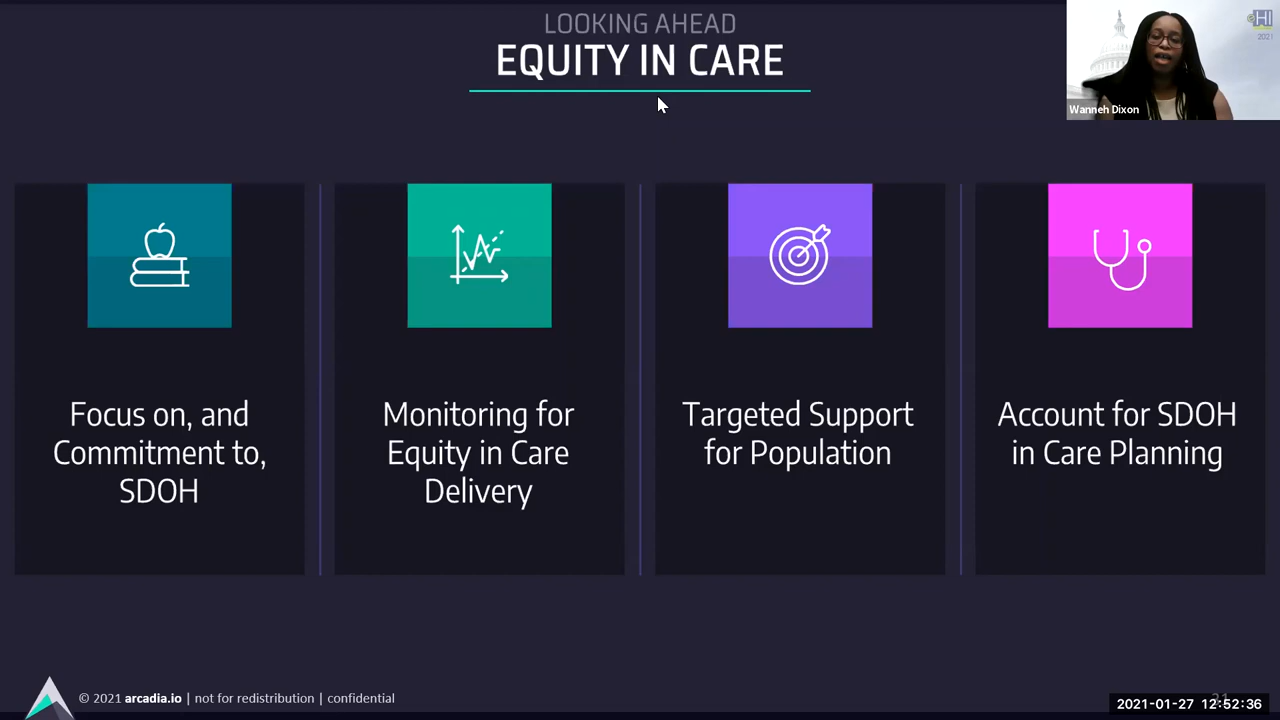 LOOKING AHEAD
EQUITY IN CARE
HI
2021
Wanneh Dixon
Focus on, and
Commitment to,
SDOH
Monitoring for
Equity in Care
Delivery
Targeted Support
for Population
Account for SDOH
in Care Planning
© 2021 arcadia.io | not for redistribution | confidential
2021-01-27 12:52:36